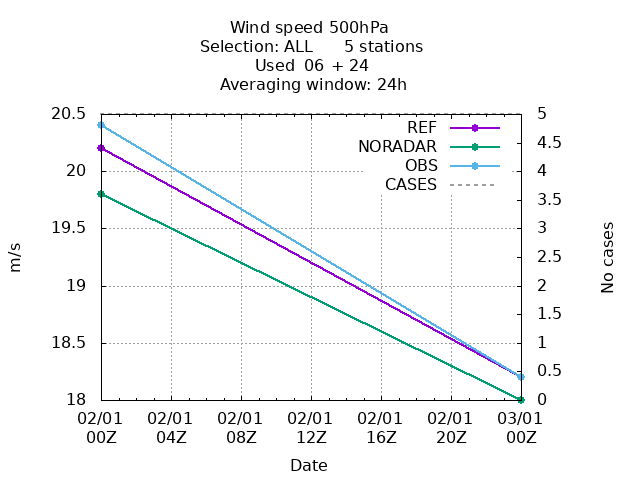 Wind speed 500hPa
Selection: ALL 5 stations
Used 06 + 24
Averaging window: 24h
20.5
20
19.5
19
18.5
18
m/s
REF
NORADAR
OBS
CASES
5
4.5
4
3.5
3
2.5
2
1.5
1
0.5
0
No cases
02/01 02/01 02/01 02/01 02/01 02/01 03/01
00Z 04Z 08Z 12Z 16Z 20Z 00Z
Date